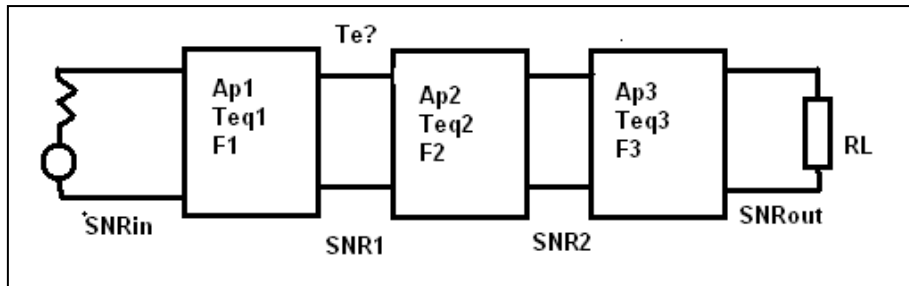 Te?
Ap1
Teq1
F1
Ap2
Teq2
F2
Ap3
Teq3
F3
RL
SNRin
SNR1
SNR2
SNRout